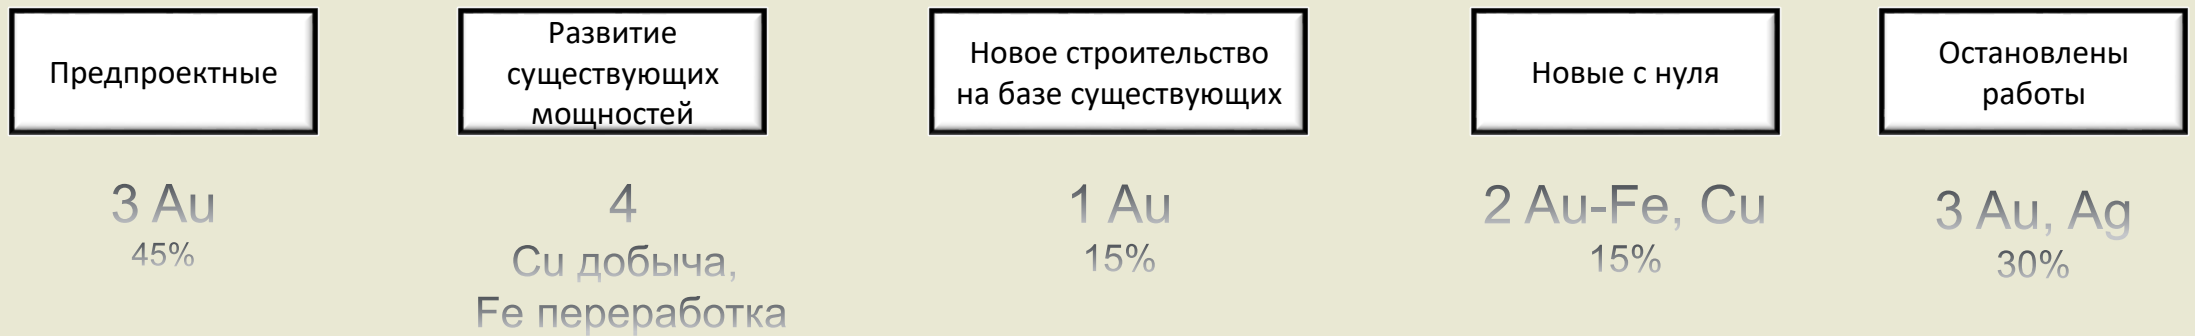 Предпроектные
Развитие
существующих
мощностей
Новое строительство
на базе существующих
Новые с нуля
Остановлены
работы
3 Au
45%
4
Cu добыча,
Fe переработка
1 Au
15%
2 Au-Fe, Cu
15%
3 Au, Ag
30%